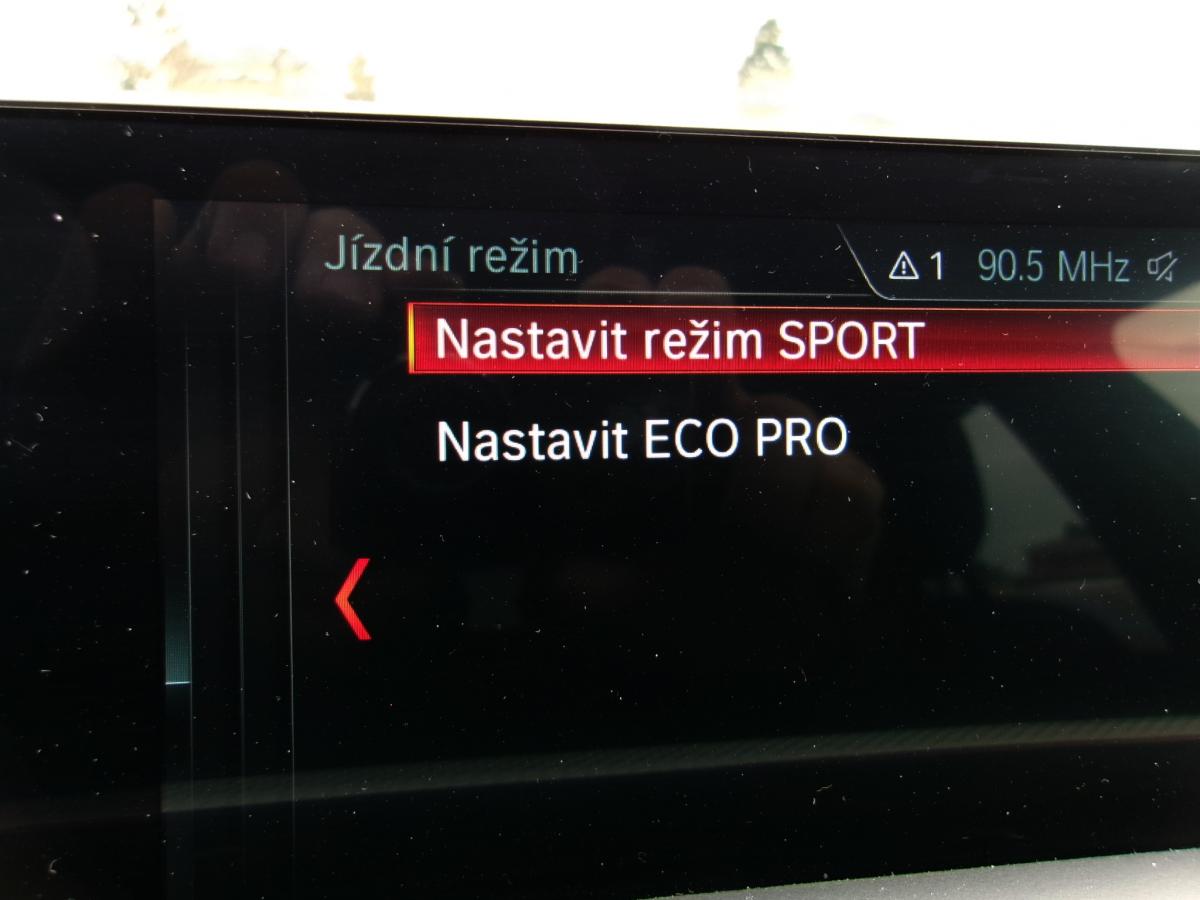 Jízdní režim
1 90.5 MHz
Nastavit režim SPORT
Nastavit ECO PRO